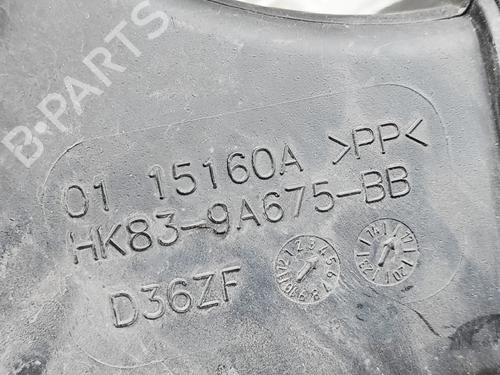 B-PARTS
01 15160A >PP<
HK83-9A675-BB
D36ZF